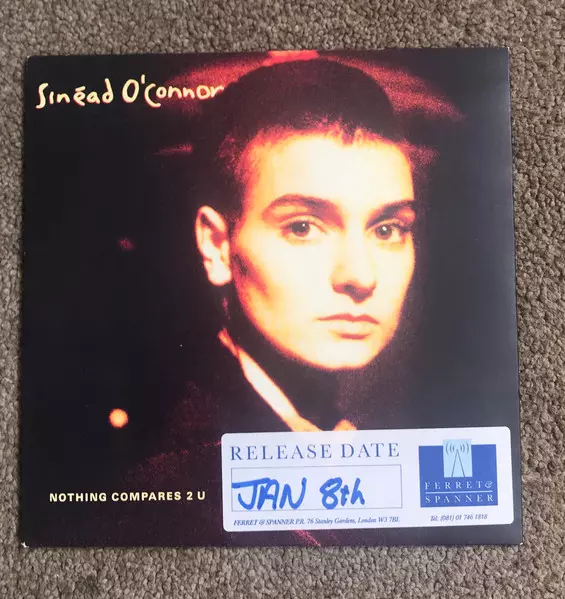 Sinéad O'Connor
NOTHING COMPARES 2 U
RELEASE DATE
JAN 8th
FERRET & SPANNER P.R. 76 Stanley Gardens, London W3 7BL
FERRET &
SPANNER
Tel: (081) 01 746 1818